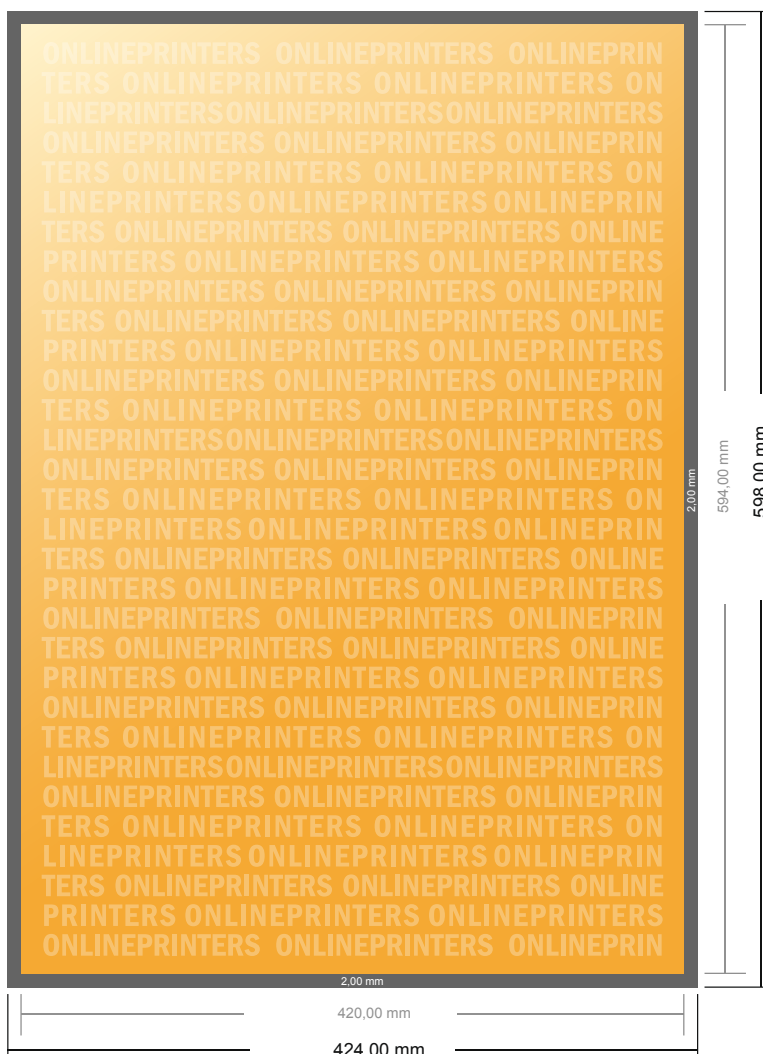 ONLINEPRINTERS ONLINEPRINTERS ONLINEPRIN
TERS ONLINEPRINTERS ONLINEPRINTERS ON
LINEPRINTERSONLINEPRINTERSONLINEPRINTERS
ONLINEPRINTERS ONLINEPRINTERS ONLINEPRIN
TERS ONLINEPRINTERS ONLINEPRINTERS ON
LINEPRINTERS ONLINEPRINTERS ONLINEPRIN
TERS ONLINEPRINTERS ONLINEPRINTERS ONLINE
PRINTERS ONLINEPRINTERS ONLINEPRINTERS
ONLINEPRINTERS ONLINEPRINTERS ONLINEPRIN
TERS ONLINEPRINTERS ONLINEPRINTERS ONLINE
PRINTERS ONLINEPRINTERS ONLINEPRINTERS
ONLINEPRINTERS ONLINEPRINTERS ONLINEPRIN
TERS ONLINEPRINTERS ONLINEPRINTERS ON
LINEPRINTERSONLINEPRINTERSONLINEPRINTERS
ONLINEPRINTERS ONLINEPRINTERS ONLINEPRIN
TERS ONLINEPRINTERS ONLINEPRINTERS ON
LINEPRINTERS ONLINEPRINTERS ONLINEPRIN
TERS ONLINEPRINTERS ONLINEPRINTERS ONLINE
PRINTERS ONLINEPRINTERS ONLINEPRINTERS
ONLINEPRINTERS ONLINEPRINTERS ONLINEPRIN
TERS ONLINEPRINTERS ONLINEPRINTERS ONLINE
PRINTERS ONLINEPRINTERS ONLINEPRINTERS
ONLINEPRINTERS ONLINEPRINTERS ONLINEPRIN
TERS ONLINEPRINTERS ONLINEPRINTERS ON
LINEPRINTERSONLINEPRINTERSONLINEPRINTERS
ONLINEPRINTERS ONLINEPRINTERS ONLINEPRIN
TERS ONLINEPRINTERS ONLINEPRINTERS ON
LINEPRINTERS ONLINEPRINTERS ONLINEPRIN
TERS ONLINEPRINTERS ONLINEPRINTERS ONLINE
PRINTERS ONLINEPRINTERS ONLINEPRINTERS
ONLINEPRINTERS ONLINEPRINTERS ONLINEPRIN
2,00 mm
594,00 mm
598,00 mm
2,00 mm
420,00 mm
424,00 mm